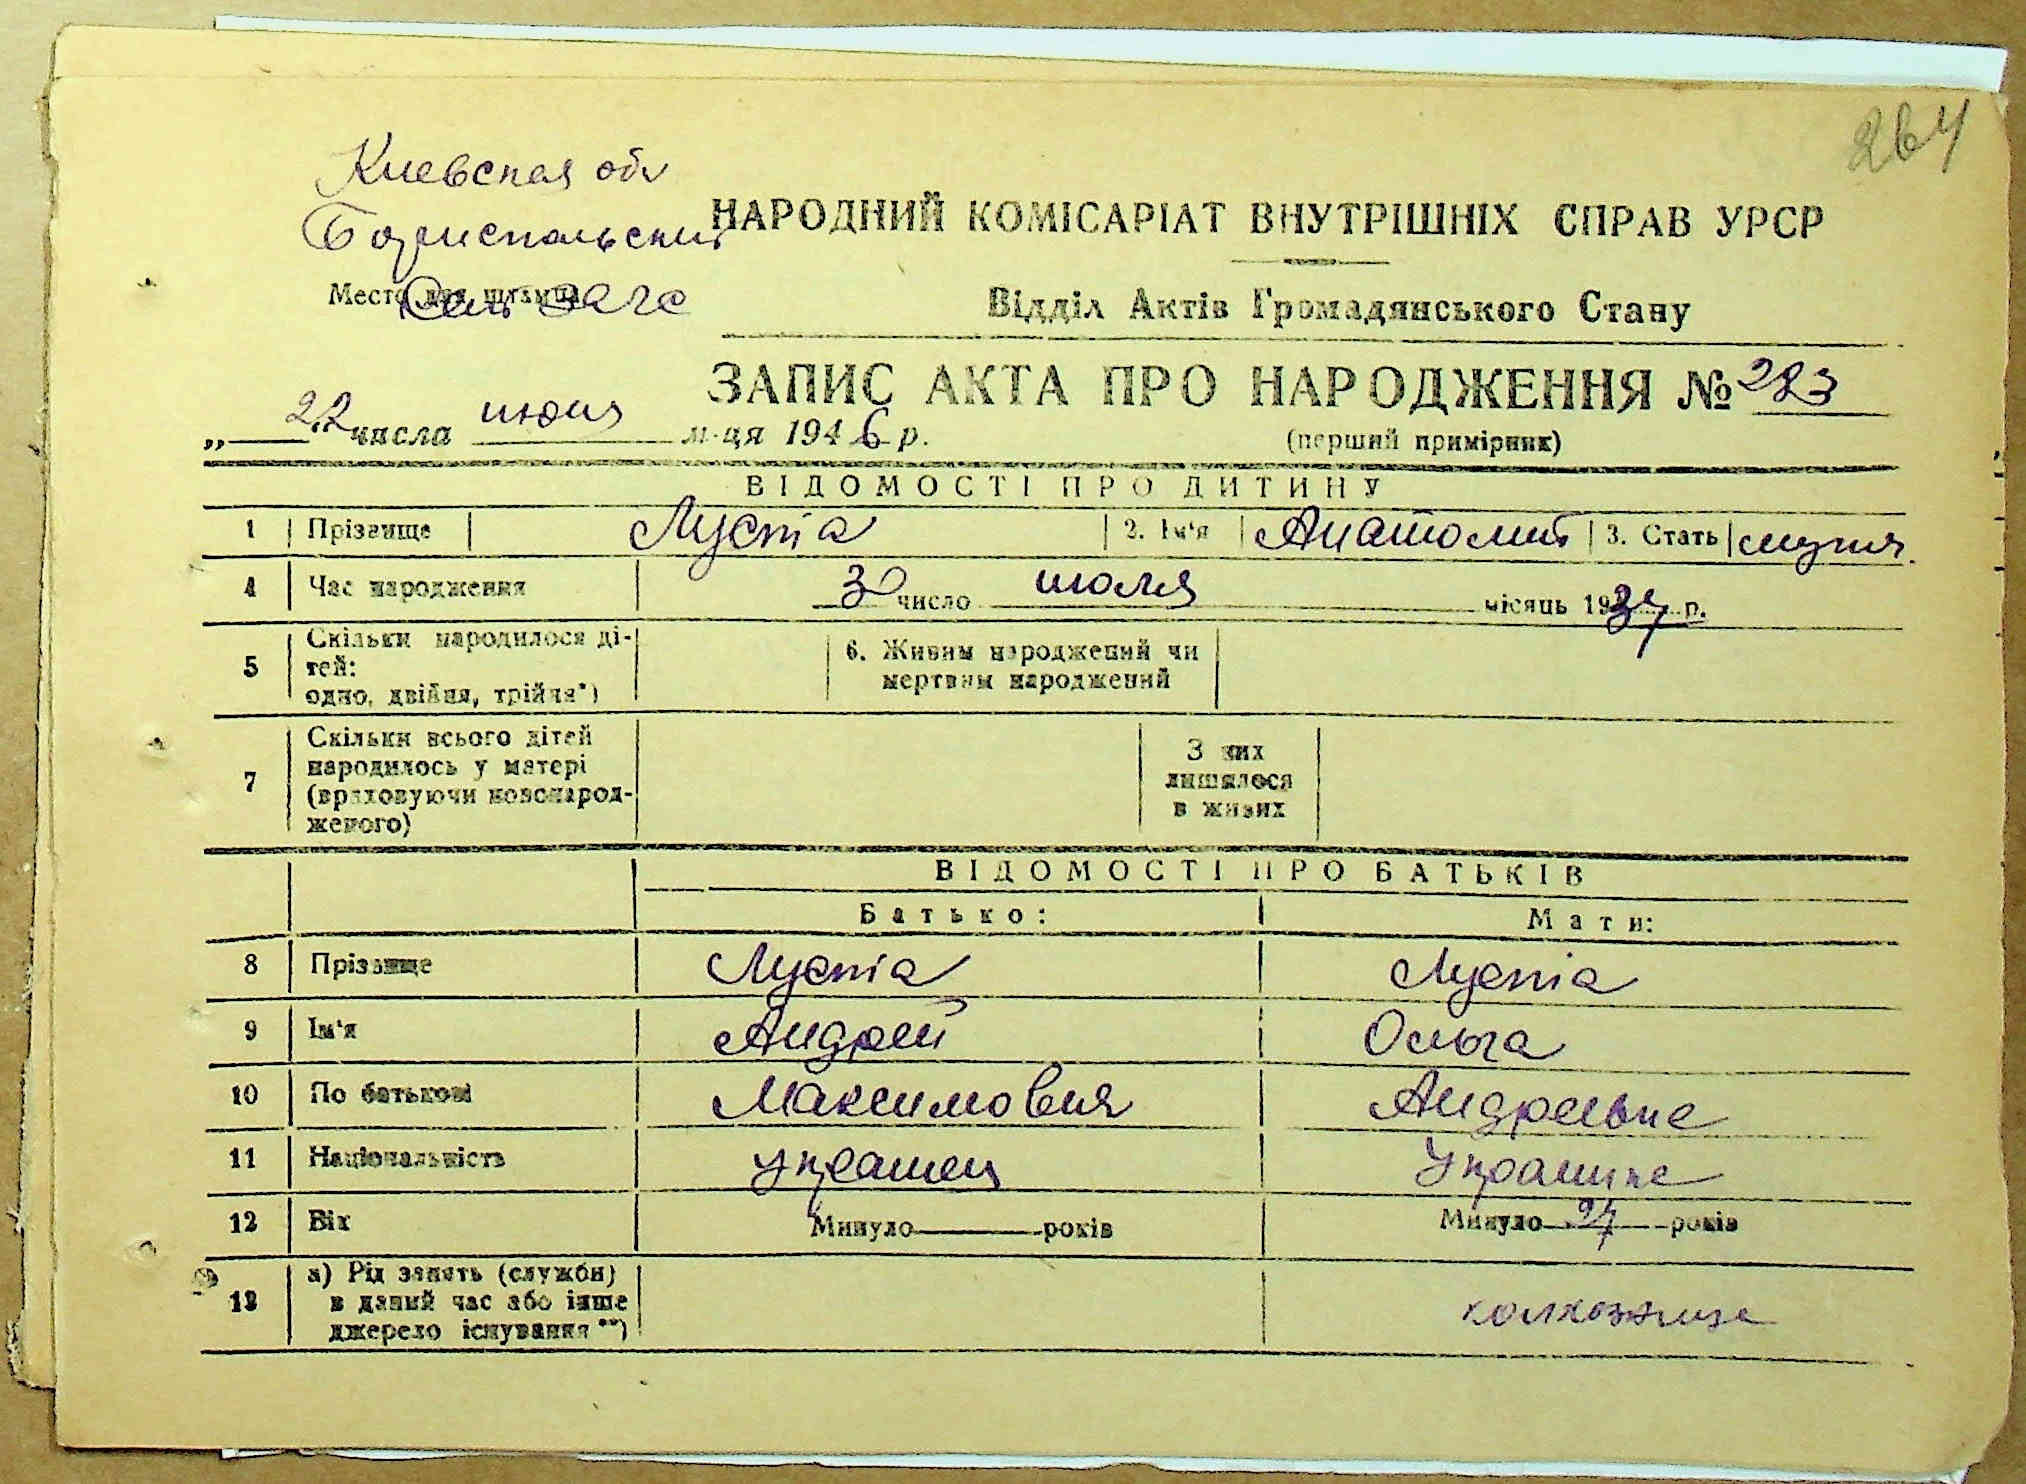 264
Киевская обл
Бориспольский
НАРОДНИЙ КОМІСАРІАТ ВНУТРІШНІХ СПРАВ УРСР
Место для штампа
загс
Відділ Актів Громадянського Стану
ЗАПИС АКТА ПРО НАРОДЖЕННЯ № 283
„ 22 числа июня м-ця 1946 р.
(перший примірник)
ВІДОМОСТІ ПРО ДИТИНУ
1 Прізвище Луста 2. Ім'я Анатолий 3. Стать
4 Час народження 30 число июля місяць 1937 р.
5 Скільки народилося дітей: одно, двійня, трійня*) 6. Живим народжений чи мертвим народжений
7 Скільки всього дітей народилось у матері (враховуючи новонародженого) З них лишилося в живих
ВІДОМОСТІ ПРО БАТЬКІВ
Батько: Мати:
8 Прізвище Луста Луста
9 Ім'я Андрей Ольга
10 По батькові Максимович Андреевна
11 Національність украинец Украинка
12 Вік Минуло років Минуло 27 років
13 а) Рід занять (служби) в даний час або інше джерело існування **) колхозница